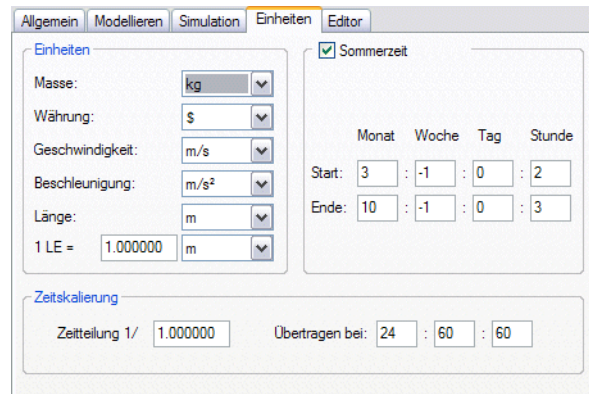 Allgemein Modellieren Simulation Einheiten Editor
Einheiten
Masse: kg
Währung: $
Geschwindigkeit: m/s
Beschleunigung: m/s²
Länge: m
1 LE = 1.000000 m
Sommerzeit
Monat Woche Tag Stunde
Start: 3 : -1 : 0 : 2
Ende: 10 : -1 : 0 : 3
Zeitskalierung
Zeitteilung 1/ 1.000000 Übertragen bei: 24 : 60 : 60